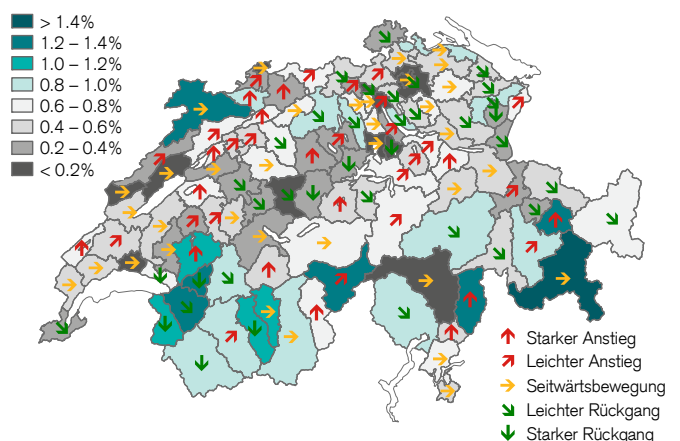 > 1.4%
1.2 – 1.4%
1.0 – 1.2%
0.8 – 1.0%
0.6 – 0.8%
0.4 – 0.6%
0.2 – 0.4%
< 0.2%
Starker Anstieg
Leichter Anstieg
Seitwärtsbewegung
Leichter Rückgang
Starker Rückgang